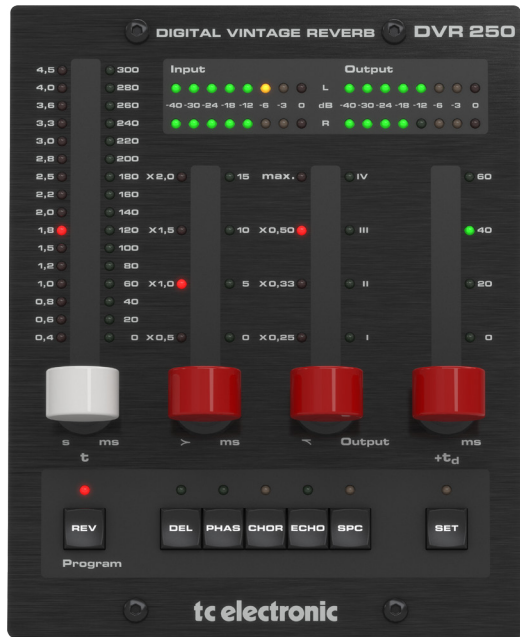 DIGITAL VINTAGE REVERB DVR 250
Input Output
L
-40 -30 -24 -18 -12 -6 -3 0 dB -40 -30 -24 -18 -12 -6 -3 0
R
4,5 300
4,0 280
3,6 260
3,3 240
3,0 220
2,8 200
2,5 180 X2,0 15 max. IV 60
2,2 160
2,0 140
1,8 120 X1,5 10 X0,50 III 40
1,5 100
1,2 80
1,0 60 X1,0 5 X0,33 II 20
0,8 40
0,6 20
0,4 0 X0,5 0 X0,25 I 0
s ms Y ms Y Output ms
t +td
REV DEL PHAS CHOR ECHO SPC SET
Program
tc electronic